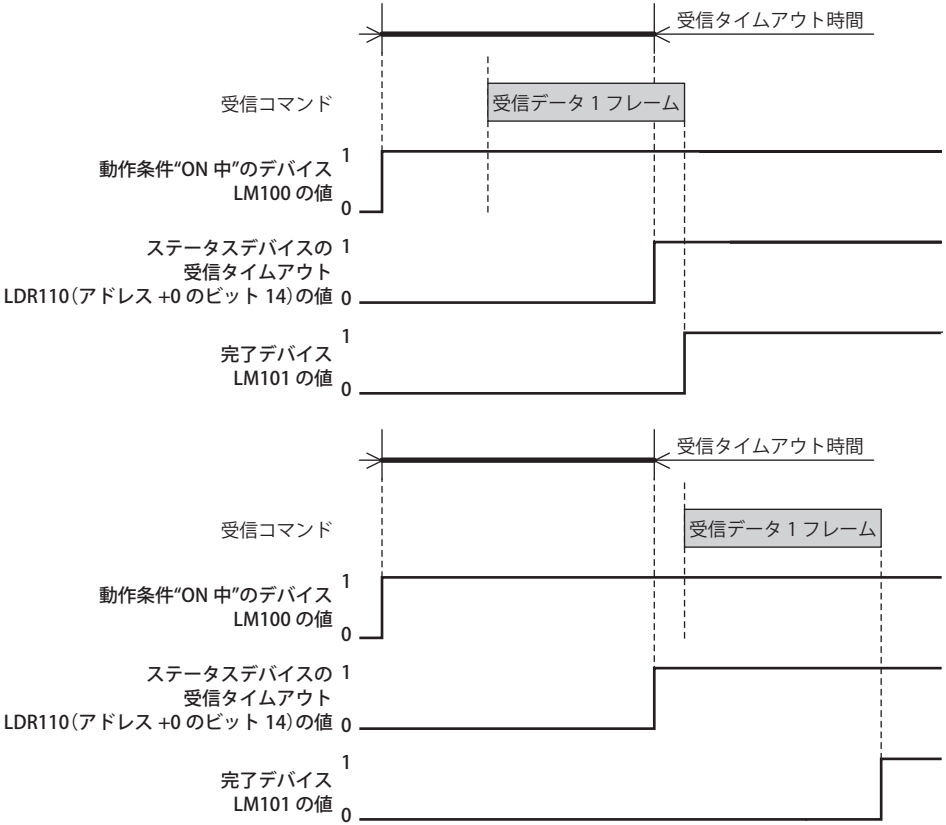 受信タイムアウト時間
受信コマンド
受信データ 1 フレーム
動作条件“ON 中”のデバイス
LM100 の値
1
0
ステータスデバイスの
受信タイムアウト
LDR110（アドレス +0 のビット 14）の値
1
0
完了デバイス
LM101 の値
1
0
受信タイムアウト時間
受信コマンド
受信データ 1 フレーム
動作条件“ON 中”のデバイス
LM100 の値
1
0
ステータスデバイスの
受信タイムアウト
LDR110（アドレス +0 のビット 14）の値
1
0
完了デバイス
LM101 の値
1
0